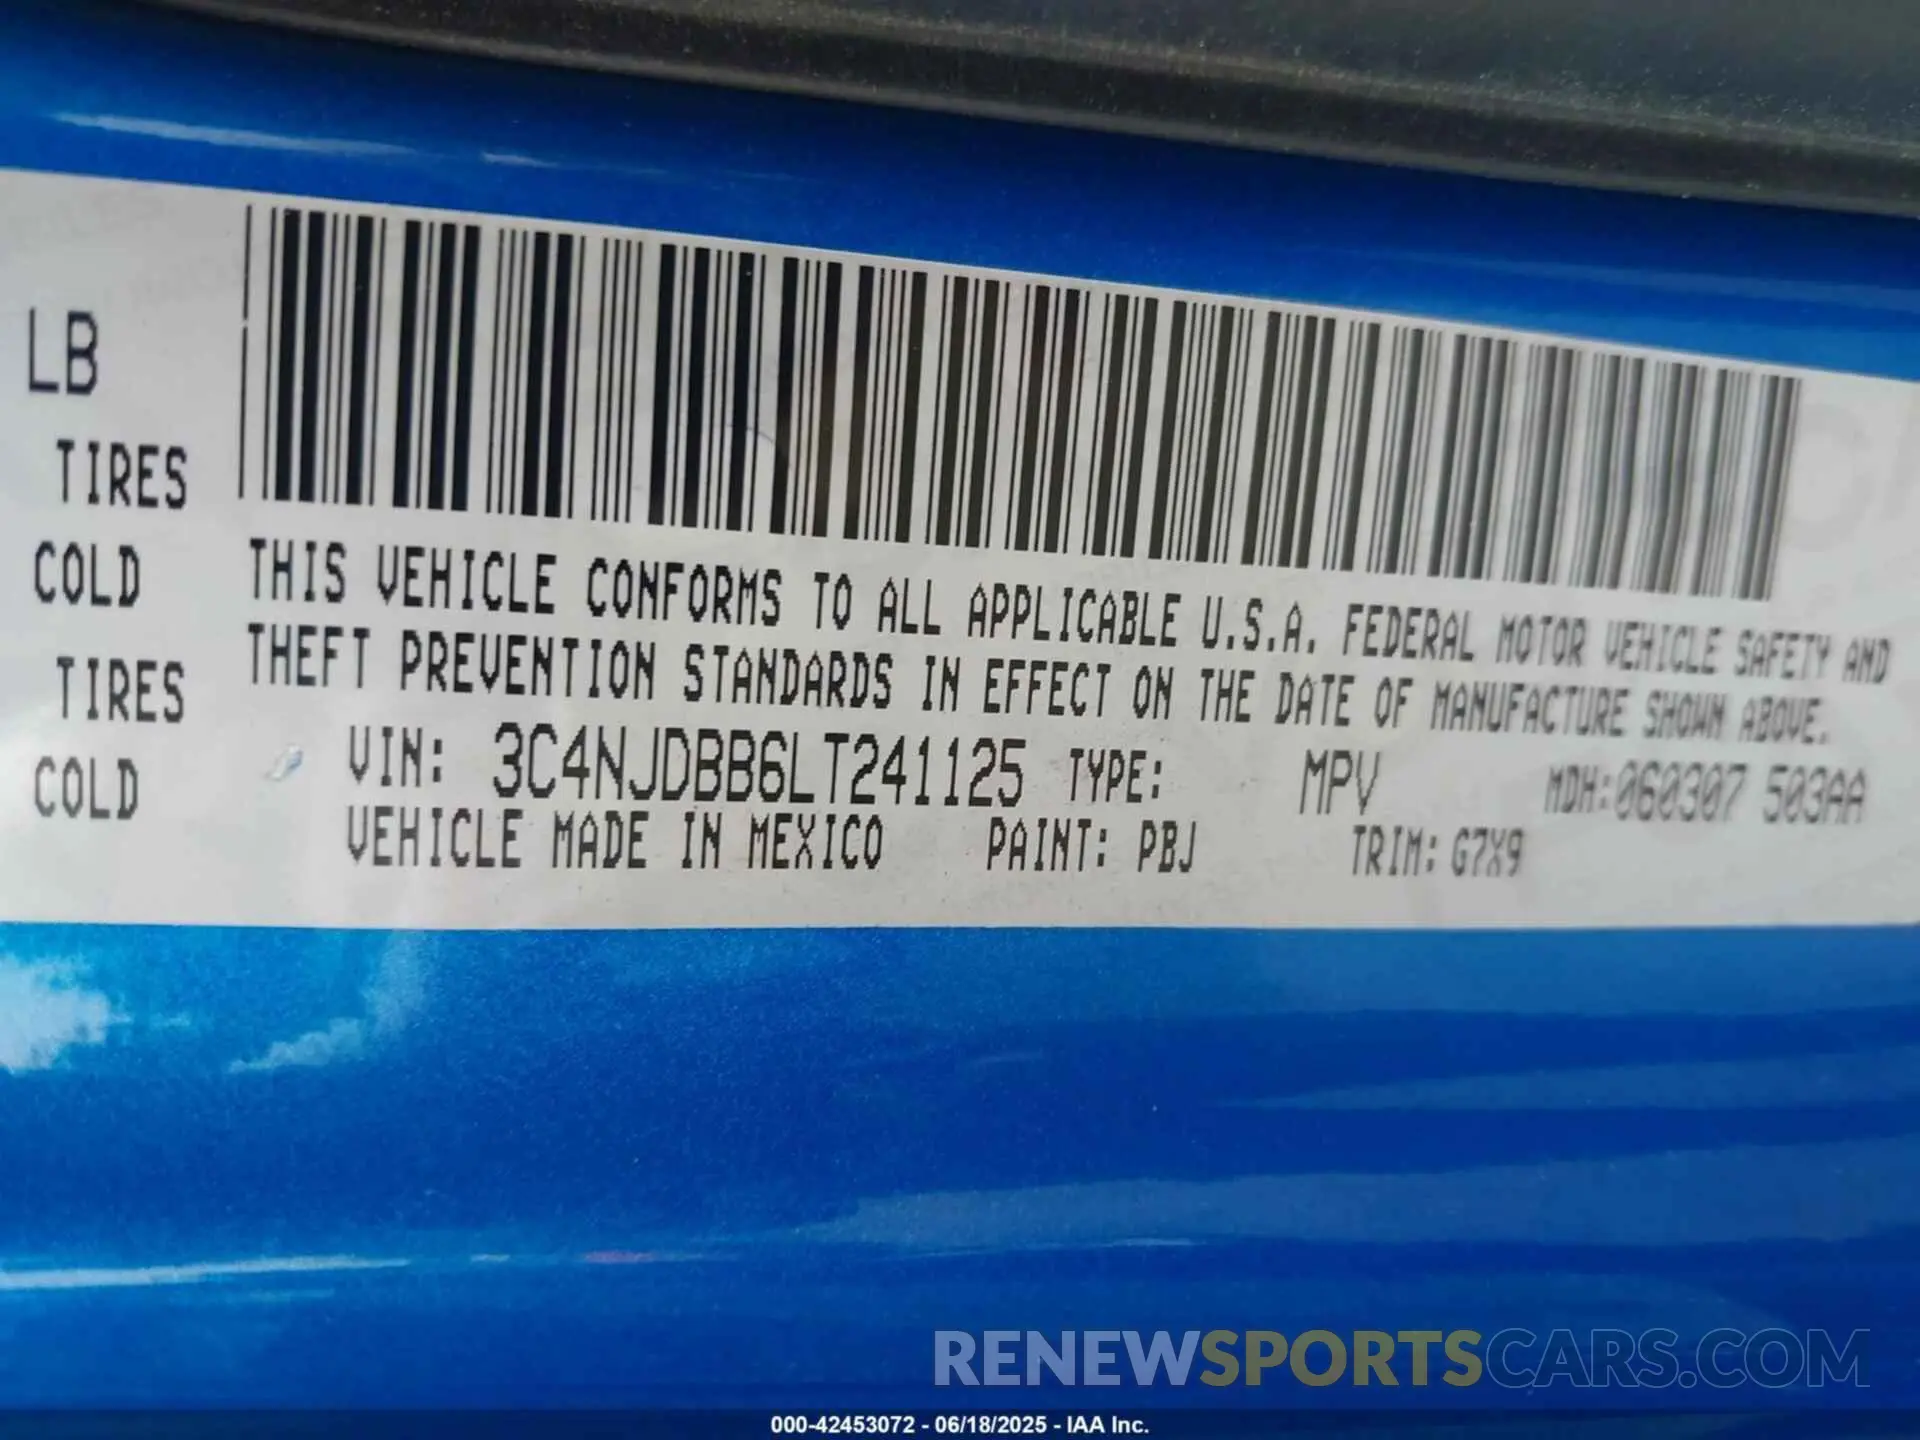 LB
TIRES
COLD
TIRES
COLD
THIS VEHICLE CONFORMS TO ALL APPLICABLE U.S.A. FEDERAL MOTOR VEHICLE SAFETY AND
THEFT PREVENTION STANDARDS IN EFFECT ON THE DATE OF MANUFACTURE SHOWN ABOVE.
VIN: 3C4NJDBB6LT241125 TYPE: MPV MDH:060307 503AA
VEHICLE MADE IN MEXICO PAINT: PBJ TRIM: G7X9
RENEWSPORTSCARS.COM
000-42453072 - 06/18/2025 - IAA Inc.